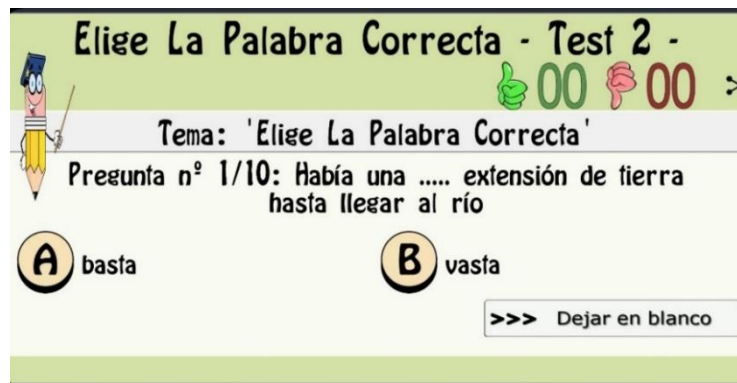 Elige La Palabra Correcta - Test 2 -
00 00
Tema: 'Elige La Palabra Correcta'
Pregunta nº 1/10: Había una ..... extensión de tierra
hasta llegar al río
A basta
B vasta
>>> Dejar en blanco